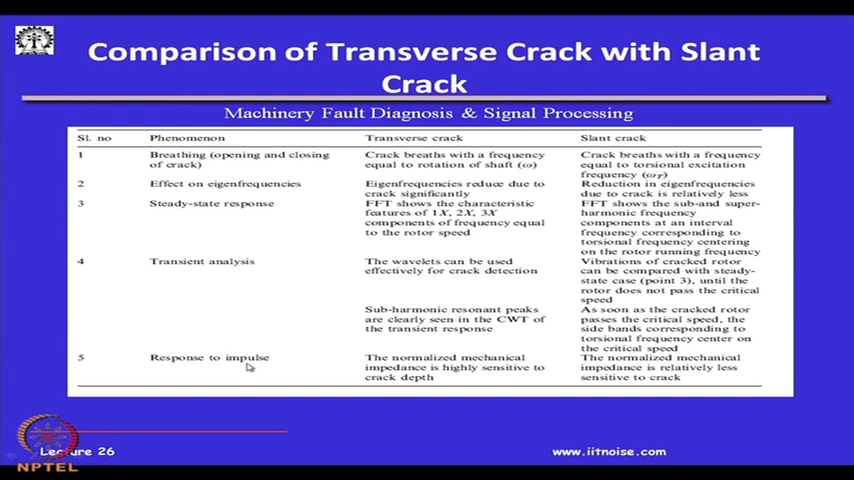 Comparison of Transverse Crack with Slant
Crack
Machinery Fault Diagnosis & Signal Processing
Sl. no Phenomenon Transverse crack Slant crack
1 Breathing (opening and closing of crack) Crack breaths with a frequency equal to rotation of shaft (ω) Crack breaths with a frequency equal to torsional excitation frequency (ωT)
2 Effect on eigenfrequencies Eigenfrequencies reduce due to crack significantly Reduction in eigenfrequencies due to crack is relatively less
3 Steady-state response FFT shows the characteristic features of 1X, 2X, 3X components of frequency equal to the rotor speed FFT shows the sub-and super-harmonic frequency components at an interval frequency corresponding to torsional frequency centering on the rotor running frequency
4 Transient analysis The wavelets can be used effectively for crack detection Vibrations of cracked rotor can be compared with steady-state case (point 3), until the rotor does not pass the critical speed
Sub-harmonic resonant peaks are clearly seen in the CWT of the transient response As soon as the cracked rotor passes the critical speed, the side bands corresponding to torsional frequency center on the critical speed
5 Response to impulse The normalized mechanical impedance is highly sensitive to crack depth The normalized mechanical impedance is relatively less sensitive to crack
Lecture 26 www.iitnoise.com
NPTEL